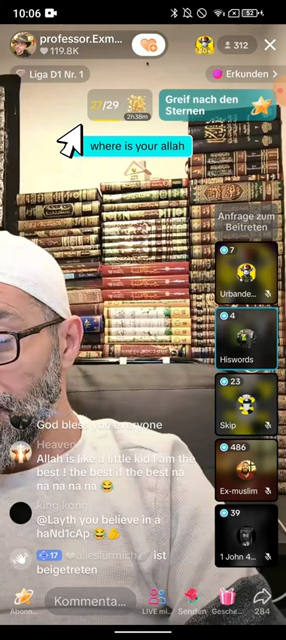 10:06
professor.Exm...
119.8K
312
Liga D1 Nr. 1
Erkunden >
27/29
2h38m
Greif nach den
Sternen
where is your allah
Anfrage zum
Beitreten
7
Urbande...
4
Hiswords
23
Skip
486
Ex-muslim
39
1 John 4...
God bless you everyone
Heaven
Allah is like a little kid I am the
best ! the best if the best na
na na na na 😂
king kong
@Layth you believe in a
haNd1cAp 😂🫵
17 🤍allesfürmich🪄 ist
beigetreten
Abonn...
Kommenta...
LIVE mi...
Senden
Gesche...
284